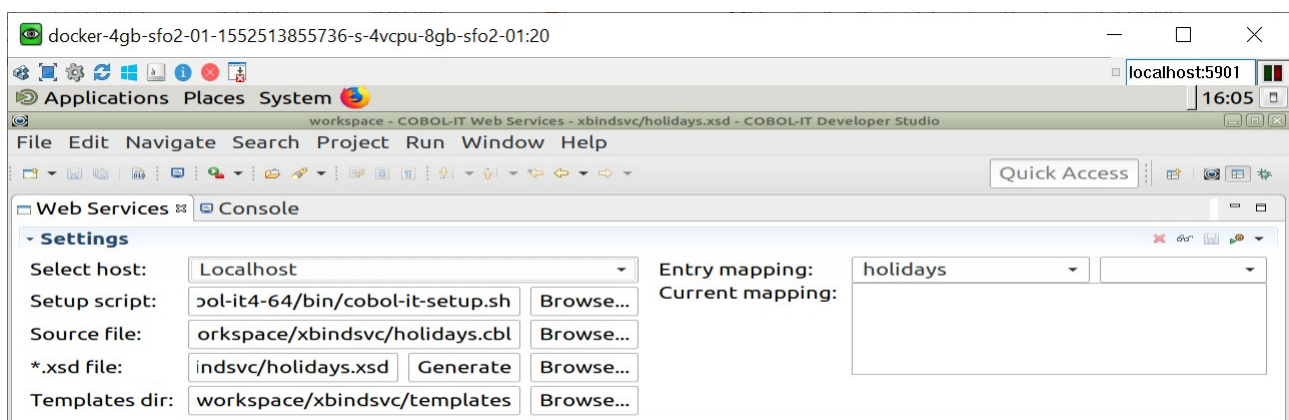 docker-4gb-sfo2-01-1552513855736-s-4vcpu-8gb-sfo2-01:20
localhost:5901
Applications Places System 16:05
workspace - COBOL-IT Web Services - xbindsvc/holidays.xsd - COBOL-IT Developer Studio
File Edit Navigate Search Project Run Window Help
Quick Access
Web Services Console
Settings
Select host: Localhost Entry mapping: holidays
Setup script: ool-it4-64/bin/cobol-it-setup.sh Browse... Current mapping:
Source file: orkspace/xbindsvc/holidays.cbl Browse...
*.xsd file: indsvc/holidays.xsd Generate Browse...
Templates dir: workspace/xbindsvc/templates Browse...